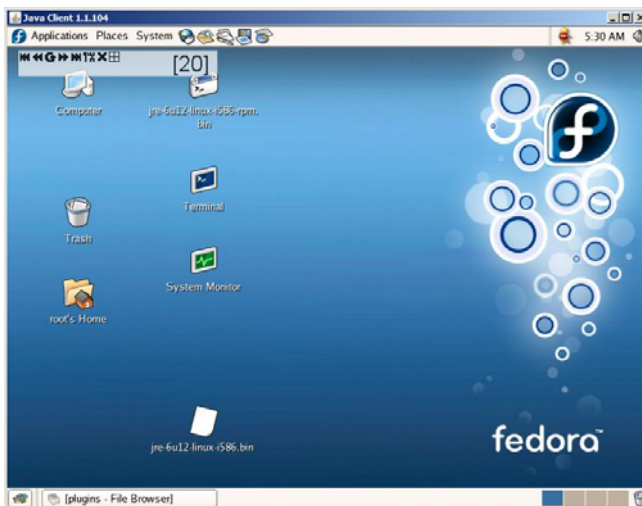 Java Client 1.1.104
Applications Places System
5:30 AM
[20]
Computer
jre-6u12-linux-i586-rpm.
bin
Terminal
Trash
System Monitor
root's Home
jre-6u12-linux-i586.bin
fedora™
[plugins - File Browser]